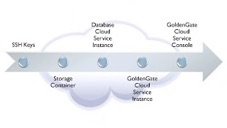 SSH Keys
Storage
Container
Database
Cloud
Service
Instance
GoldenGate
Cloud
Service
Instance
GoldenGate
Cloud
Service
Console